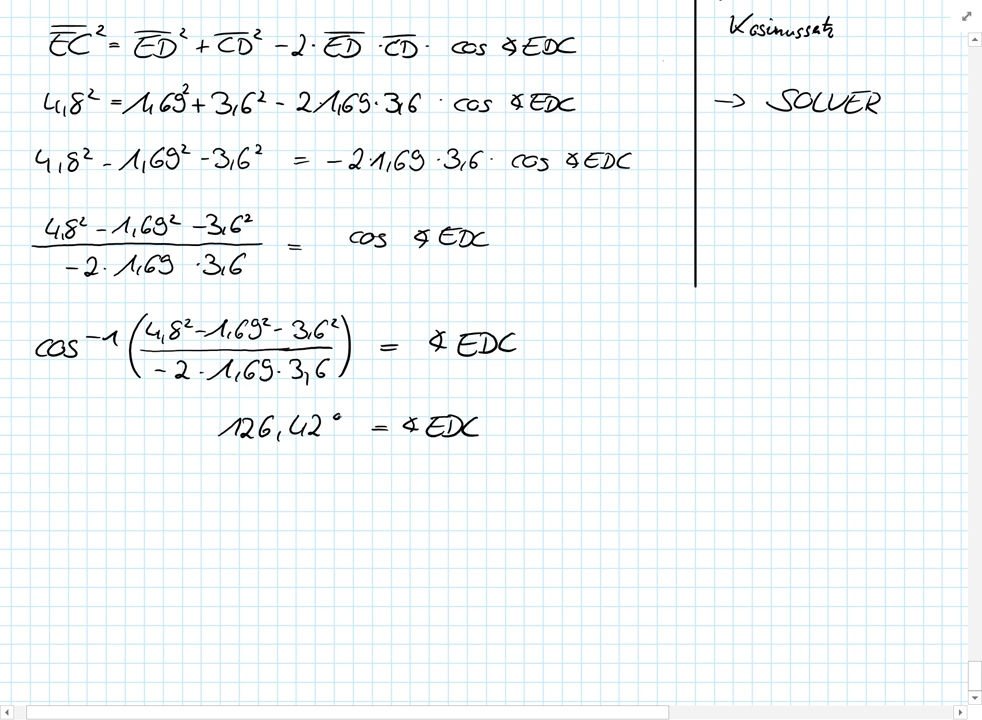 EC² = ED² + CD² - 2 · ED · CD · cos ∢ EDC
Kosinussatz
4,8² = 1,69² + 3,6² - 2 1,69 · 3,6 · cos ∢ EDC
→ SOLVER
4,8² - 1,69² - 3,6² = - 2 · 1,69 · 3,6 · cos ∢ EDC
4,8² - 1,69² - 3,6²
= cos ∢ EDC
- 2 · 1,69 · 3,6
cos⁻¹ (4,8² - 1,69² - 3,6²) = ∢ EDC
- 2 · 1,69 · 3,6
126,42° = ∢ EDC